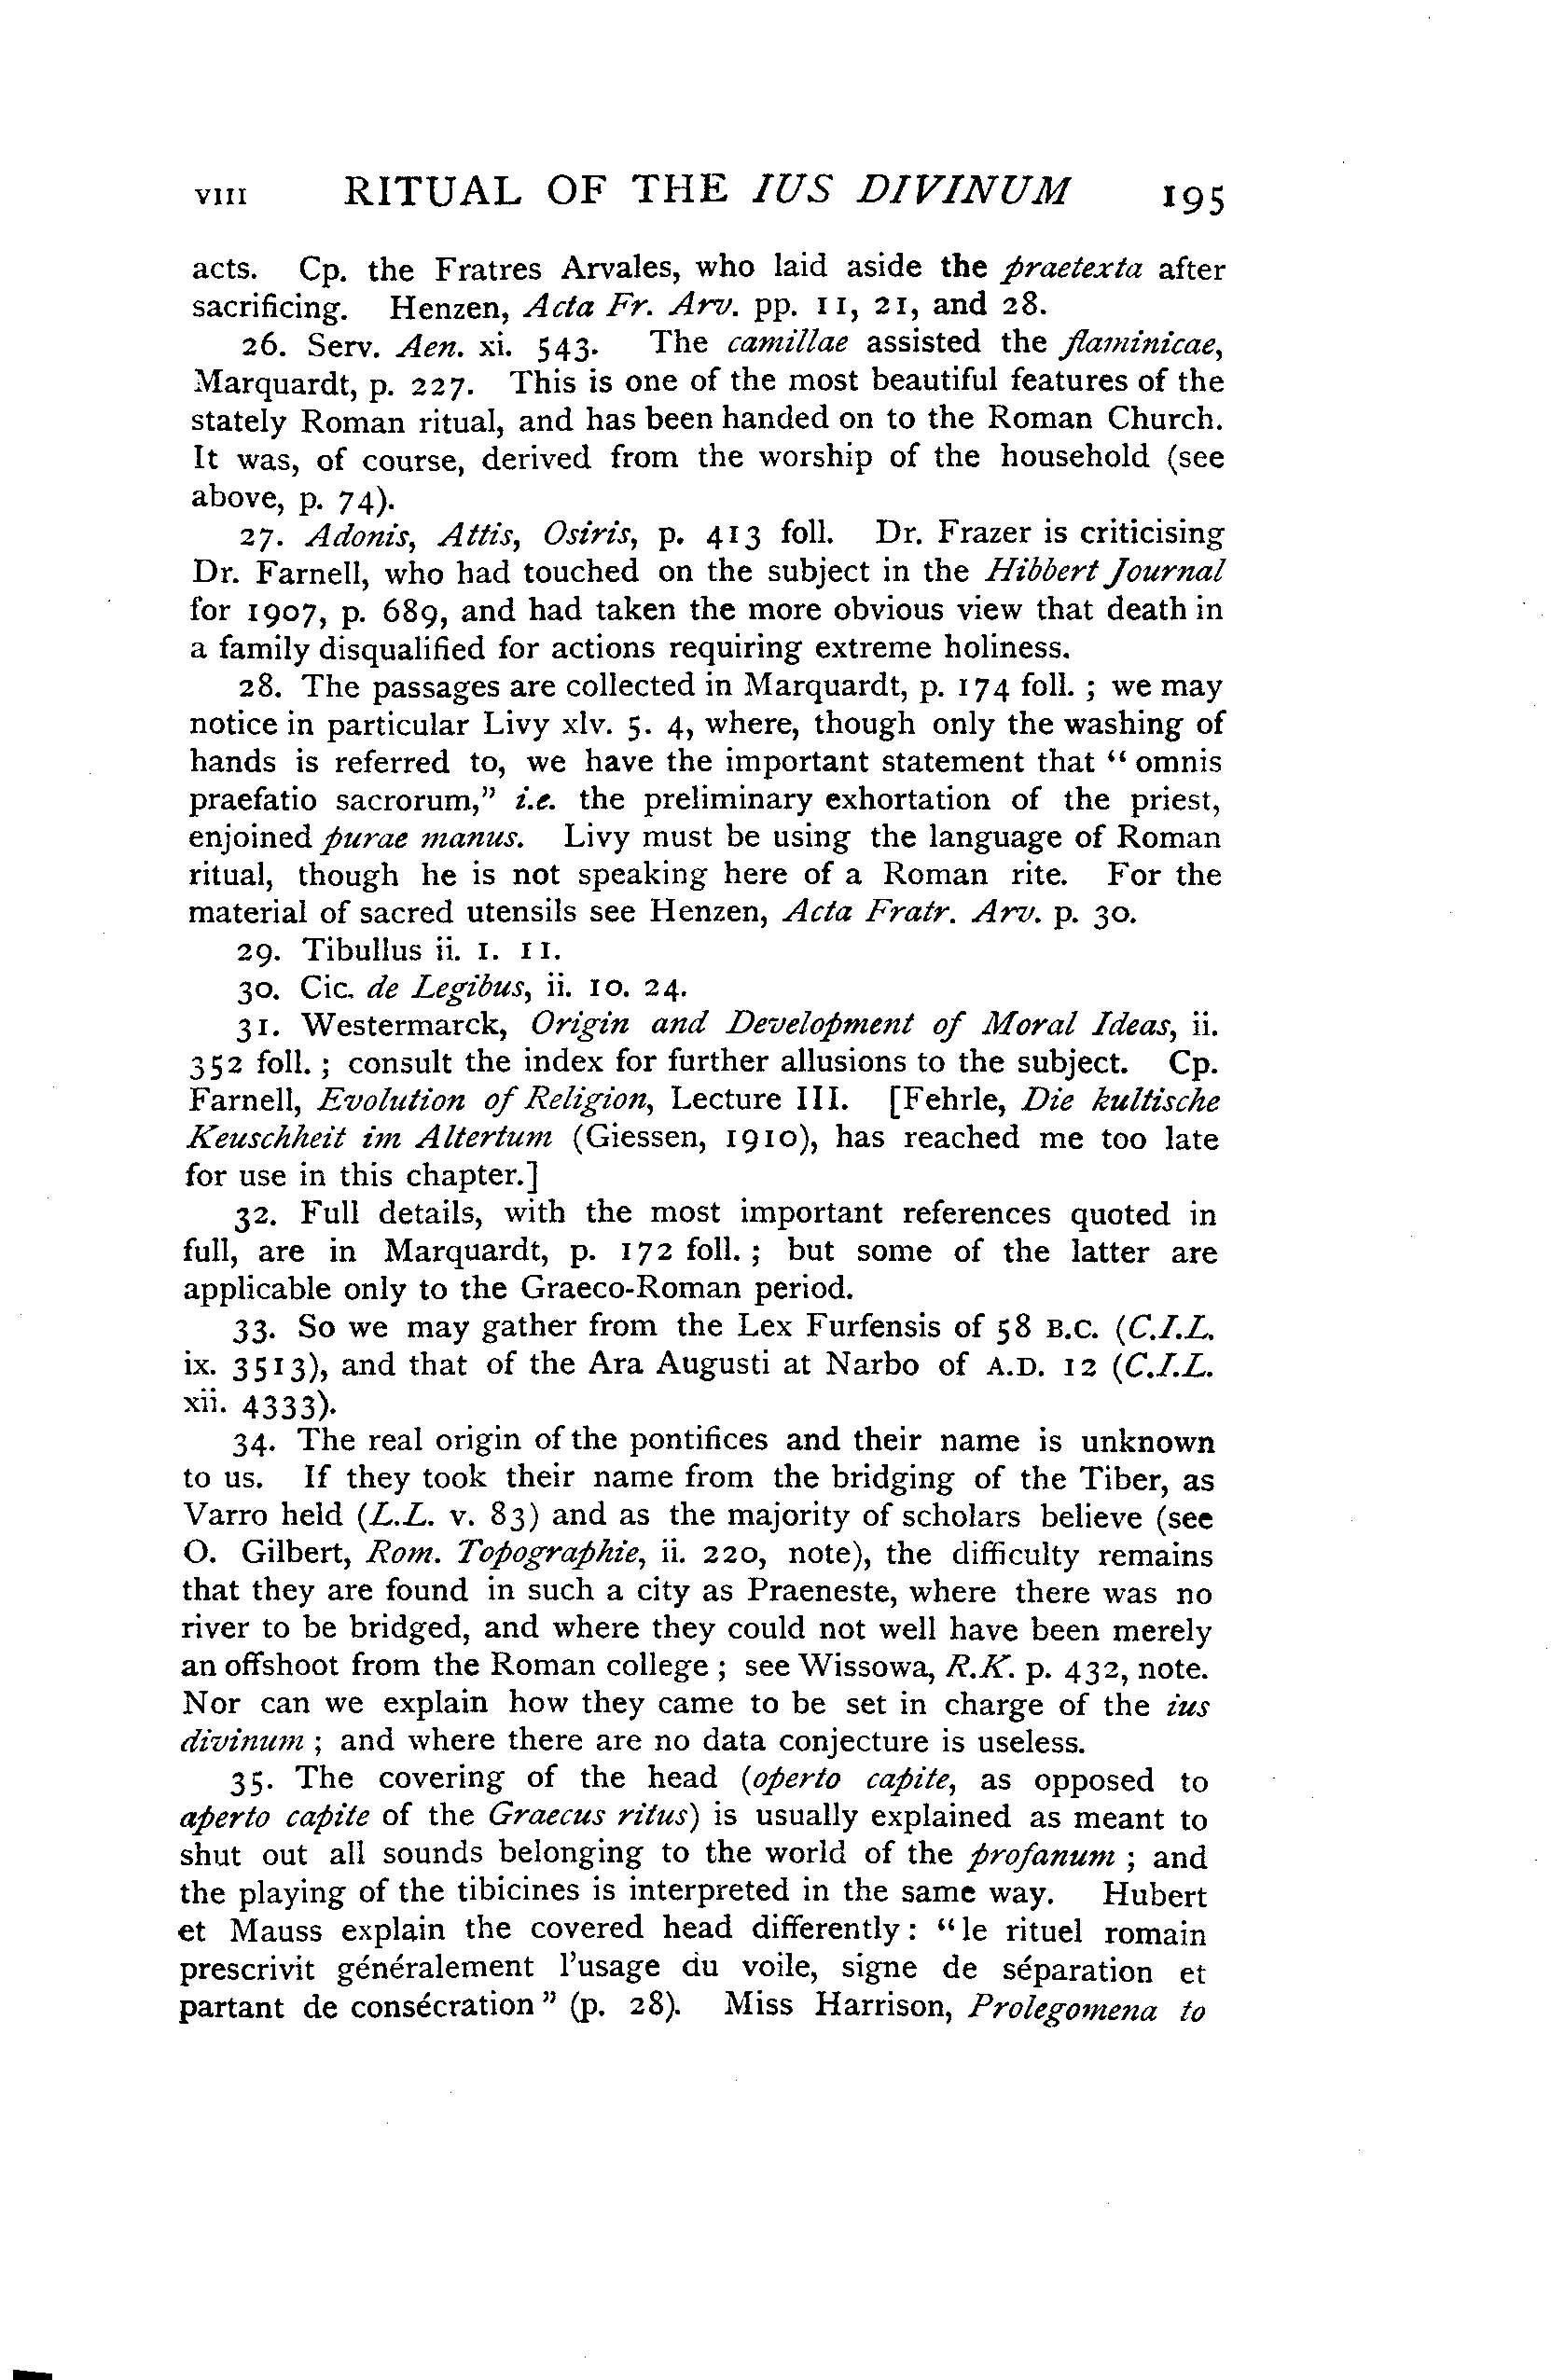 VIII RITUAL OF THE IUS DIVINUM 195
acts. Cp. the Fratres Arvales, who laid aside the praetexta after
sacrificing. Henzen, Acta Fr. Arv. pp. 11, 21, and 28.
26. Serv. Aen. xi. 543. The camillae assisted the flaminicae,
Marquardt, p. 227. This is one of the most beautiful features of the
stately Roman ritual, and has been handed on to the Roman Church.
It was, of course, derived from the worship of the household (see
above, p. 74).
27. Adonis, Attis, Osiris, p. 413 foll. Dr. Frazer is criticising
Dr. Farnell, who had touched on the subject in the Hibbert Journal
for 1907, p. 689, and had taken the more obvious view that death in
a family disqualified for actions requiring extreme holiness.
28. The passages are collected in Marquardt, p. 174 foll. ; we may
notice in particular Livy xlv. 5. 4, where, though only the washing of
hands is referred to, we have the important statement that “ omnis
praefatio sacrorum,” i.e. the preliminary exhortation of the priest,
enjoined purae manus. Livy must be using the language of Roman
ritual, though he is not speaking here of a Roman rite. For the
material of sacred utensils see Henzen, Acta Fratr. Arv. p. 30.
29. Tibullus ii. 1. 11.
30. Cic. de Legibus, ii. 10. 24.
31. Westermarck, Origin and Development of Moral Ideas, ii.
352 foll. ; consult the index for further allusions to the subject. Cp.
Farnell, Evolution of Religion, Lecture III. [Fehrle, Die kultische
Keuschheit im Altertum (Giessen, 1910), has reached me too late
for use in this chapter.]
32. Full details, with the most important references quoted in
full, are in Marquardt, p. 172 foll. ; but some of the latter are
applicable only to the Graeco-Roman period.
33. So we may gather from the Lex Furfensis of 58 B.C. (C.I.L.
ix. 3513), and that of the Ara Augusti at Narbo of A.D. 12 (C.I.L.
xii. 4333).
34. The real origin of the pontifices and their name is unknown
to us. If they took their name from the bridging of the Tiber, as
Varro held (L.L. v. 83) and as the majority of scholars believe (see
O. Gilbert, Rom. Topographie, ii. 220, note), the difficulty remains
that they are found in such a city as Praeneste, where there was no
river to be bridged, and where they could not well have been merely
an offshoot from the Roman college ; see Wissowa, R.K. p. 432, note.
Nor can we explain how they came to be set in charge of the ius
divinum ; and where there are no data conjecture is useless.
35. The covering of the head (operto capite, as opposed to
aperto capite of the Graecus ritus) is usually explained as meant to
shut out all sounds belonging to the world of the profanum ; and
the playing of the tibicines is interpreted in the same way. Hubert
et Mauss explain the covered head differently : “ le rituel romain
prescrivit généralement l’usage du voile, signe de séparation et
partant de consécration ” (p. 28). Miss Harrison, Prolegomena to